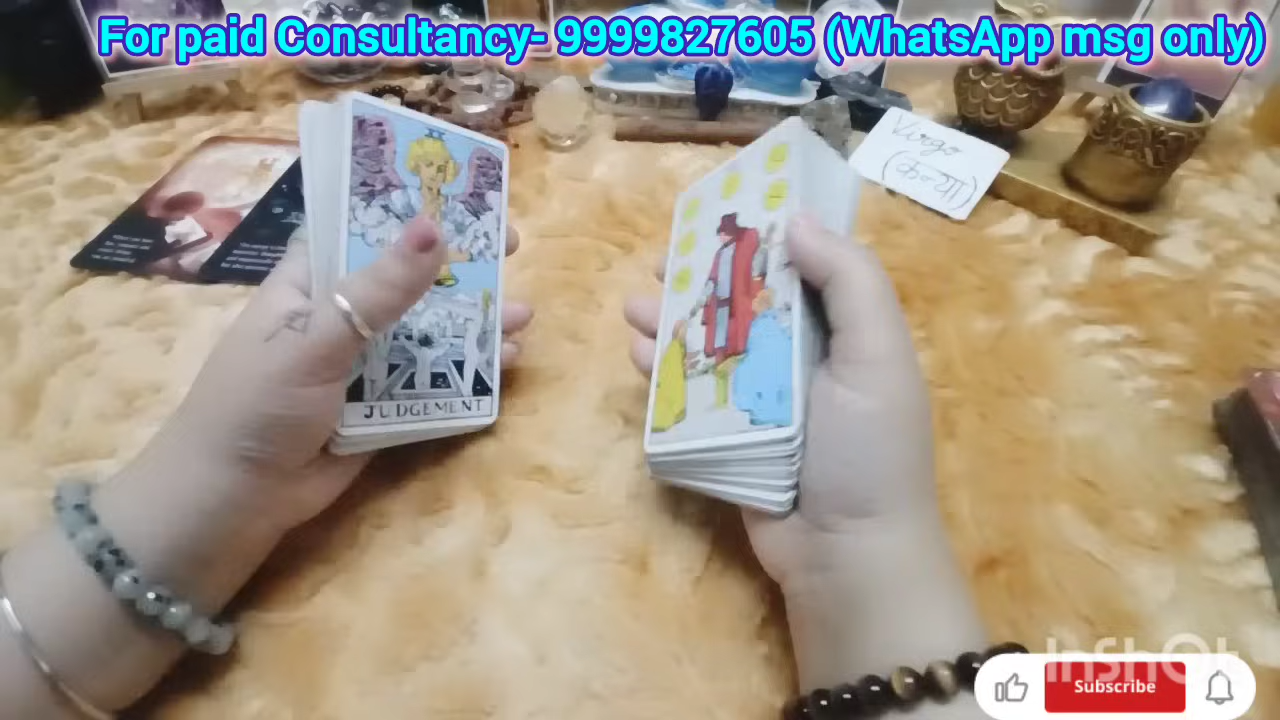 For paid Consultancy- 9999827605 (WhatsApp msg only)
Virgo
(कन्या)
JUDGEMENT
InShOt
Subscribe